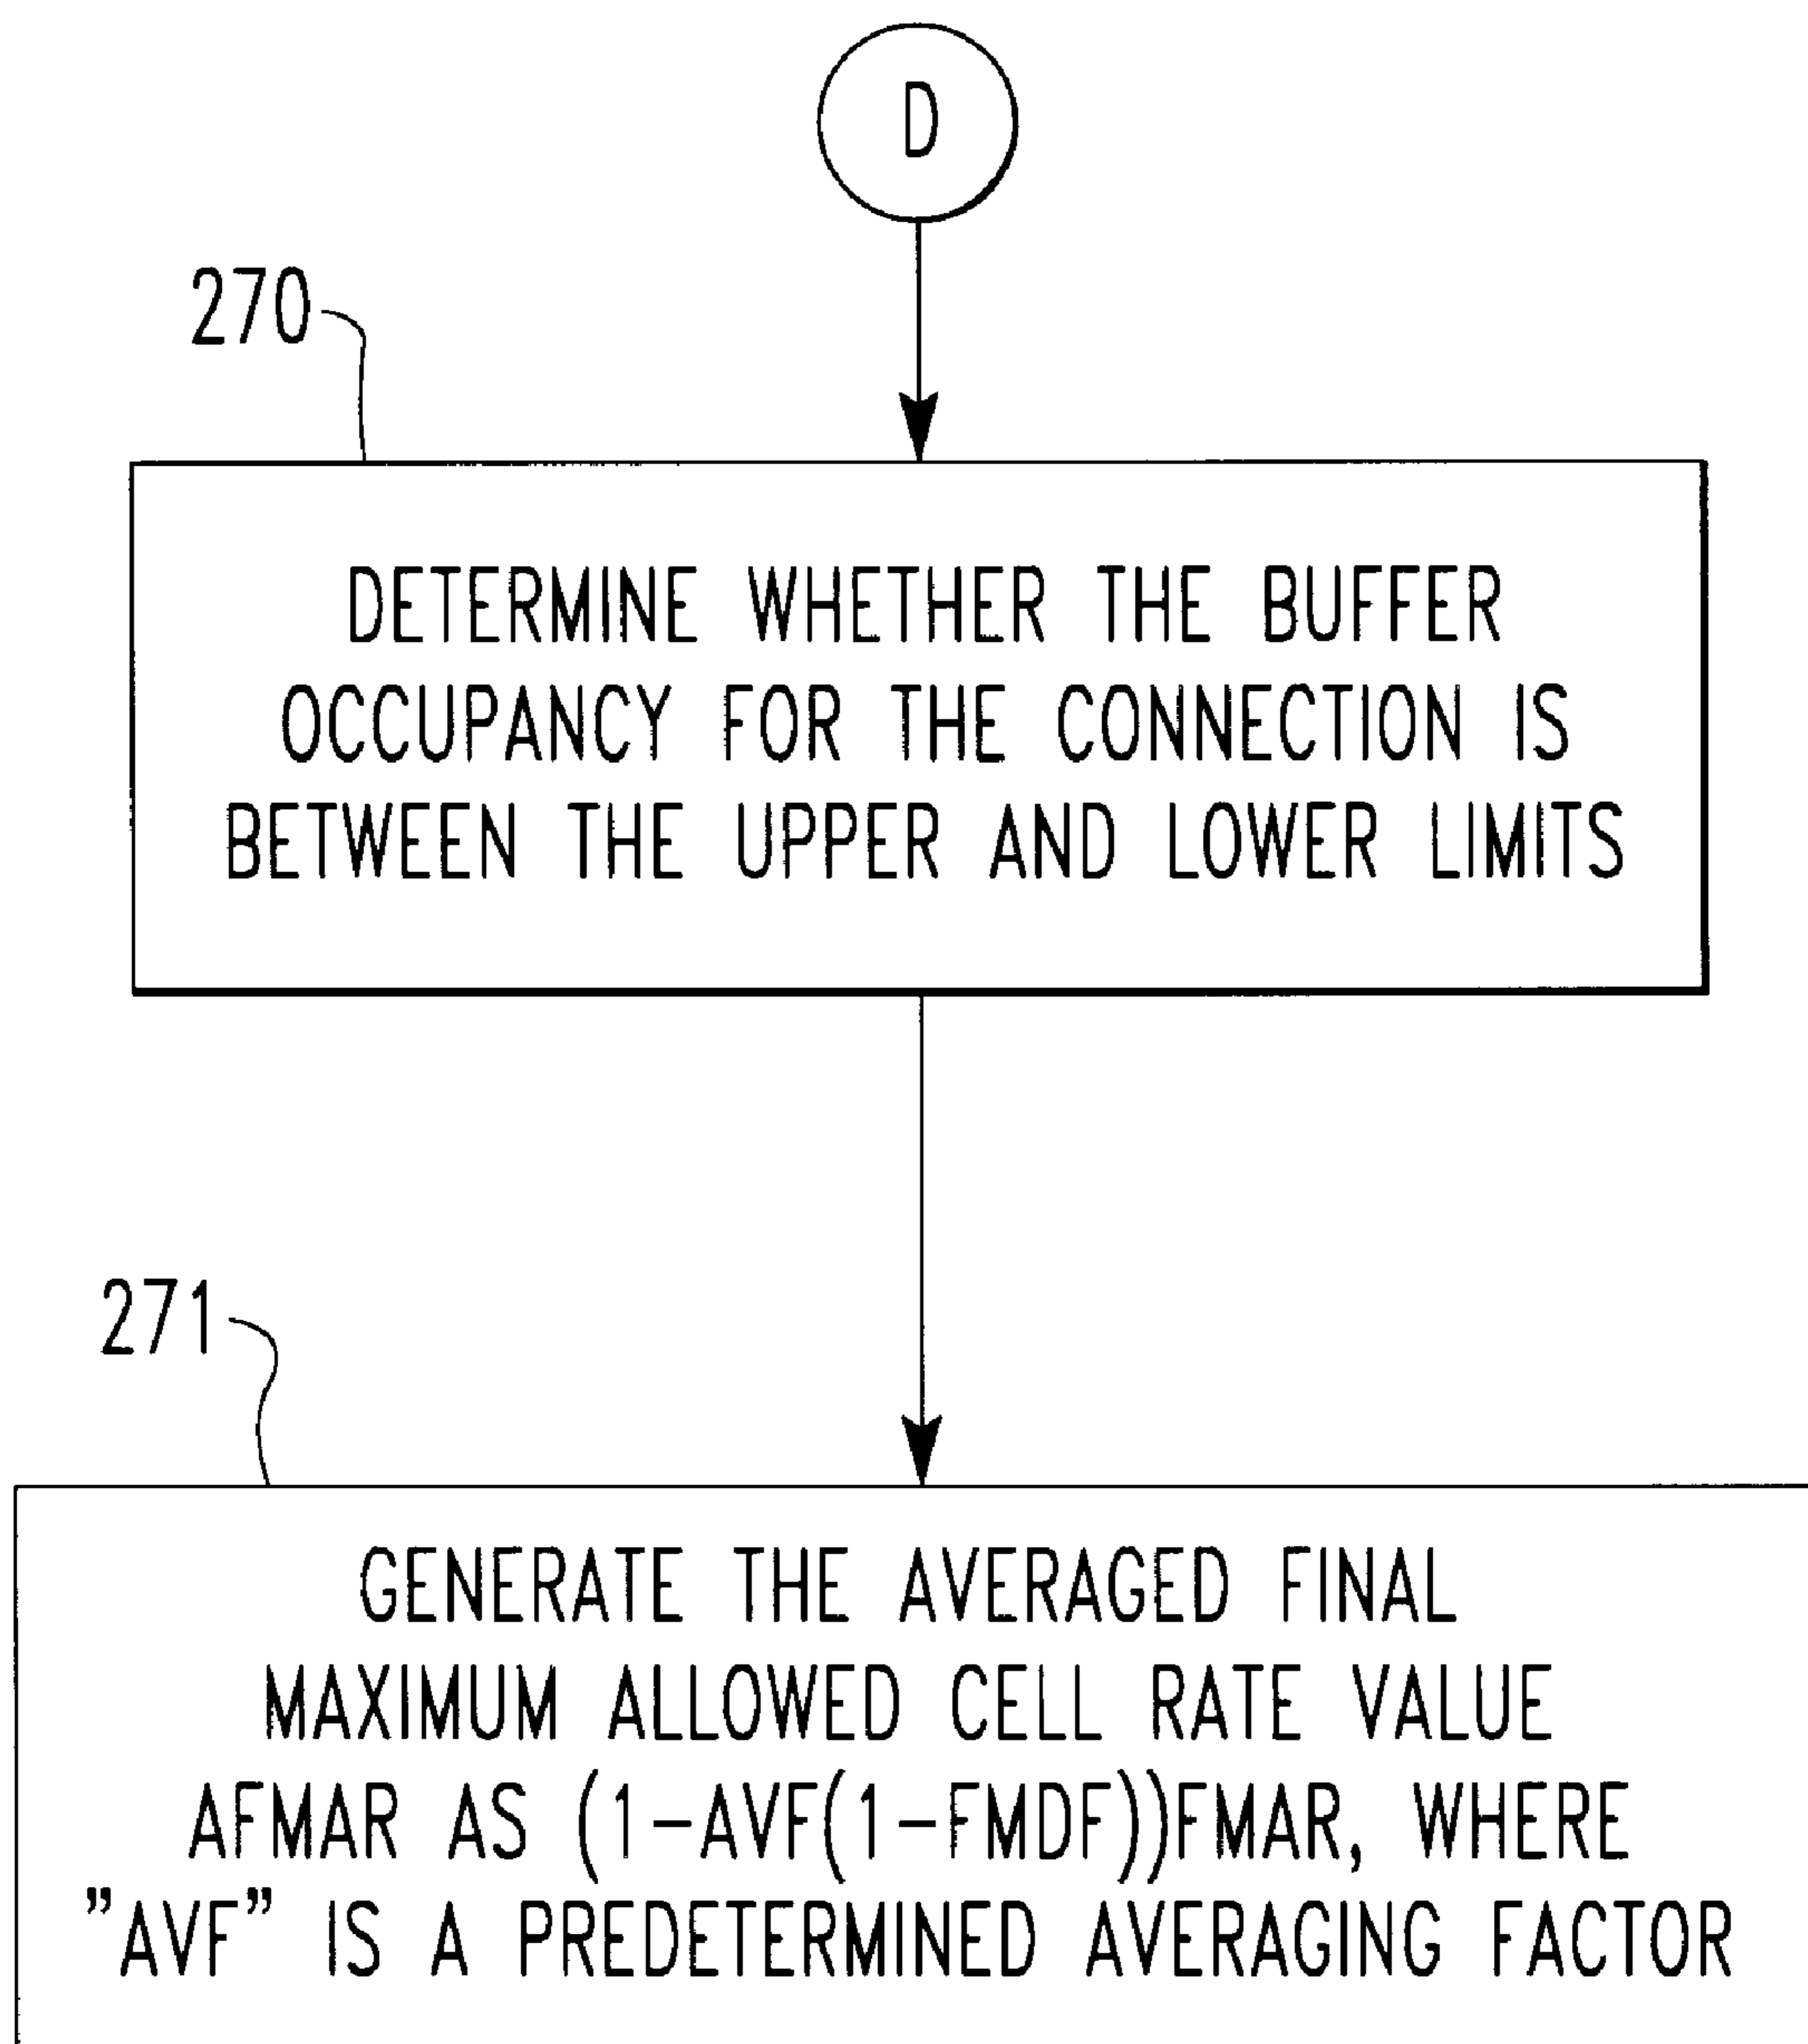 D
270
DETERMINE WHETHER THE BUFFER
OCCUPANCY FOR THE CONNECTION IS
BETWEEN THE UPPER AND LOWER LIMITS
271
GENERATE THE AVERAGED FINAL
MAXIMUM ALLOWED CELL RATE VALUE
AFMAR AS (1-AVF(1-FMDF))FMAR, WHERE
"AVF" IS A PREDETERMINED AVERAGING FACTOR